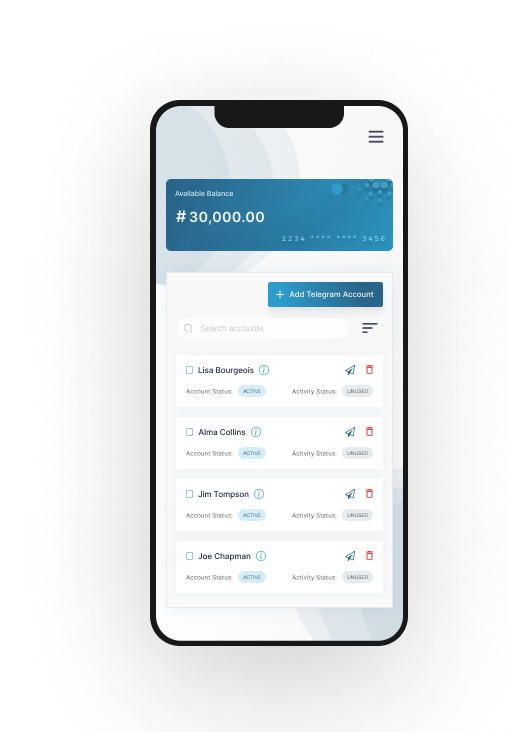 Available Balance
# 30,000.00
2234 **** **** 3456
+ Add Telegram Account
Search accounts
Lisa Bourgeois i
Account Status: ACTIVE Activity Status: UNUSED
Alma Collins i
Account Status: ACTIVE Activity Status: UNUSED
Jim Tompson i
Account Status: ACTIVE Activity Status: UNUSED
Joe Chapman i
Account Status: ACTIVE Activity Status: UNUSED